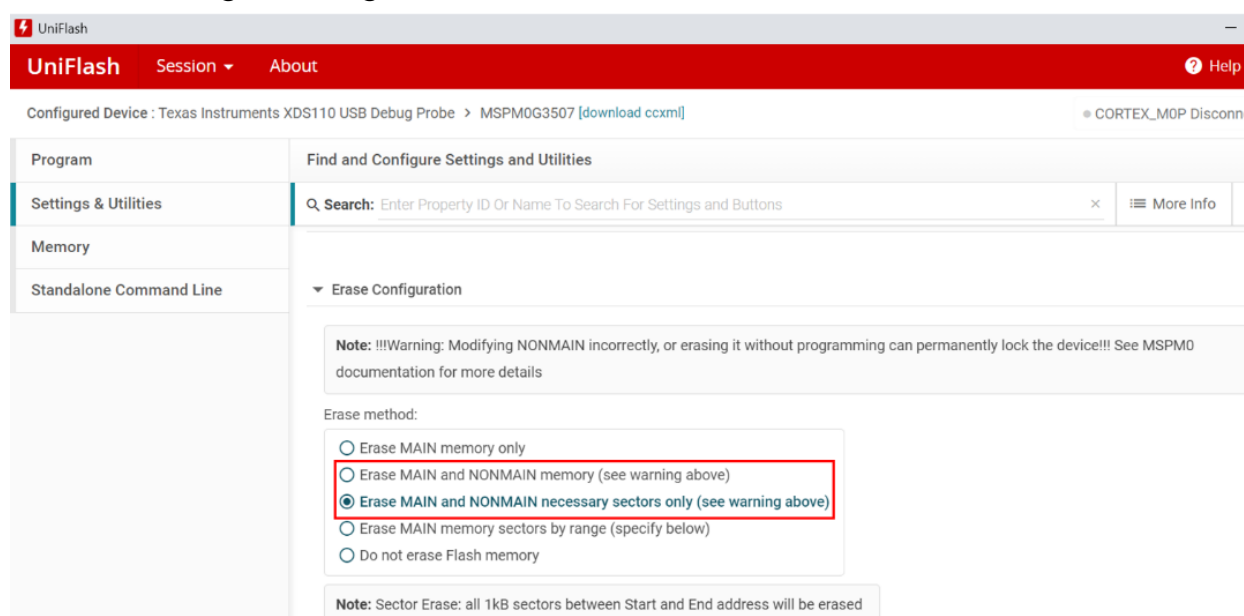 UniFlash
UniFlash Session About Help
Configured Device : Texas Instruments XDS110 USB Debug Probe > MSPM0G3507 [download ccxml] CORTEX_M0P Disconn
Program
Find and Configure Settings and Utilities
Settings & Utilities
Search: Enter Property ID Or Name To Search For Settings and Buttons × More Info
Memory
Standalone Command Line
Erase Configuration
Note: !!!Warning: Modifying NONMAIN incorrectly, or erasing it without programming can permanently lock the device!!! See MSPM0
documentation for more details
Erase method:
Erase MAIN memory only
Erase MAIN and NONMAIN memory (see warning above)
Erase MAIN and NONMAIN necessary sectors only (see warning above)
Erase MAIN memory sectors by range (specify below)
Do not erase Flash memory
Note: Sector Erase: all 1kB sectors between Start and End address will be erased